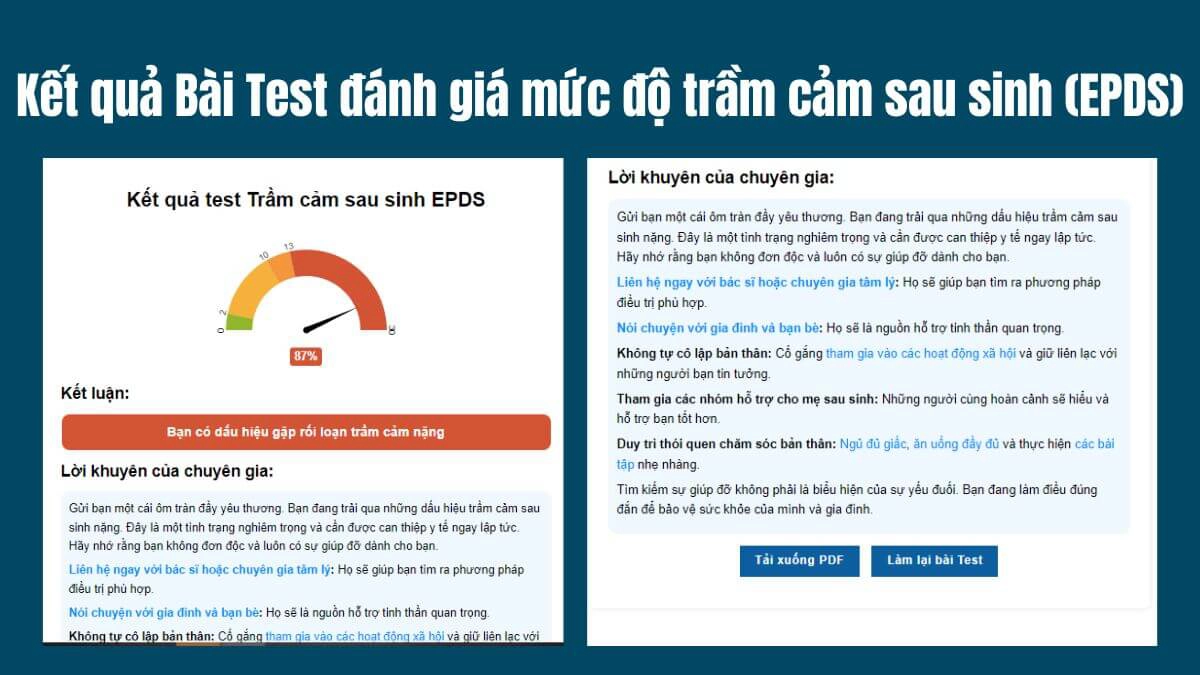 Kết quả Bài Test đánh giá mức độ trầm cảm sau sinh (EPDS)
Kết quả test Trầm cảm sau sinh EPDS
0
2
10
13
87%
Kết luận:
Bạn có dấu hiệu gặp rối loạn trầm cảm nặng
Lời khuyên của chuyên gia:
Gửi bạn một cái ôm tràn đầy yêu thương. Bạn đang trải qua những dấu hiệu trầm cảm sau
sinh nặng. Đây là một tình trạng nghiêm trọng và cần được can thiệp y tế ngay lập tức.
Hãy nhớ rằng bạn không đơn độc và luôn có sự giúp đỡ dành cho bạn.
Liên hệ ngay với bác sĩ hoặc chuyên gia tâm lý: Họ sẽ giúp bạn tìm ra phương pháp
điều trị phù hợp.
Nói chuyện với gia đình và bạn bè: Họ sẽ là nguồn hỗ trợ tinh thần quan trọng.
Không tự cô lập bản thân: Cố gắng tham gia vào các hoạt động xã hội và giữ liên lạc với
Lời khuyên của chuyên gia:
Gửi bạn một cái ôm tràn đầy yêu thương. Bạn đang trải qua những dấu hiệu trầm cảm sau
sinh nặng. Đây là một tình trạng nghiêm trọng và cần được can thiệp y tế ngay lập tức.
Hãy nhớ rằng bạn không đơn độc và luôn có sự giúp đỡ dành cho bạn.
Liên hệ ngay với bác sĩ hoặc chuyên gia tâm lý: Họ sẽ giúp bạn tìm ra phương pháp
điều trị phù hợp.
Nói chuyện với gia đình và bạn bè: Họ sẽ là nguồn hỗ trợ tinh thần quan trọng.
Không tự cô lập bản thân: Cố gắng tham gia vào các hoạt động xã hội và giữ liên lạc với
những người bạn tin tưởng.
Tham gia các nhóm hỗ trợ cho mẹ sau sinh: Những người cùng hoàn cảnh sẽ hiểu và
hỗ trợ bạn tốt hơn.
Duy trì thói quen chăm sóc bản thân: Ngủ đủ giấc, ăn uống đầy đủ và thực hiện các bài
tập nhẹ nhàng.
Tìm kiếm sự giúp đỡ không phải là biểu hiện của sự yếu đuối. Bạn đang làm điều đúng
đắn để bảo vệ sức khỏe của mình và gia đình.
Tải xuống PDF
Làm lại bài Test